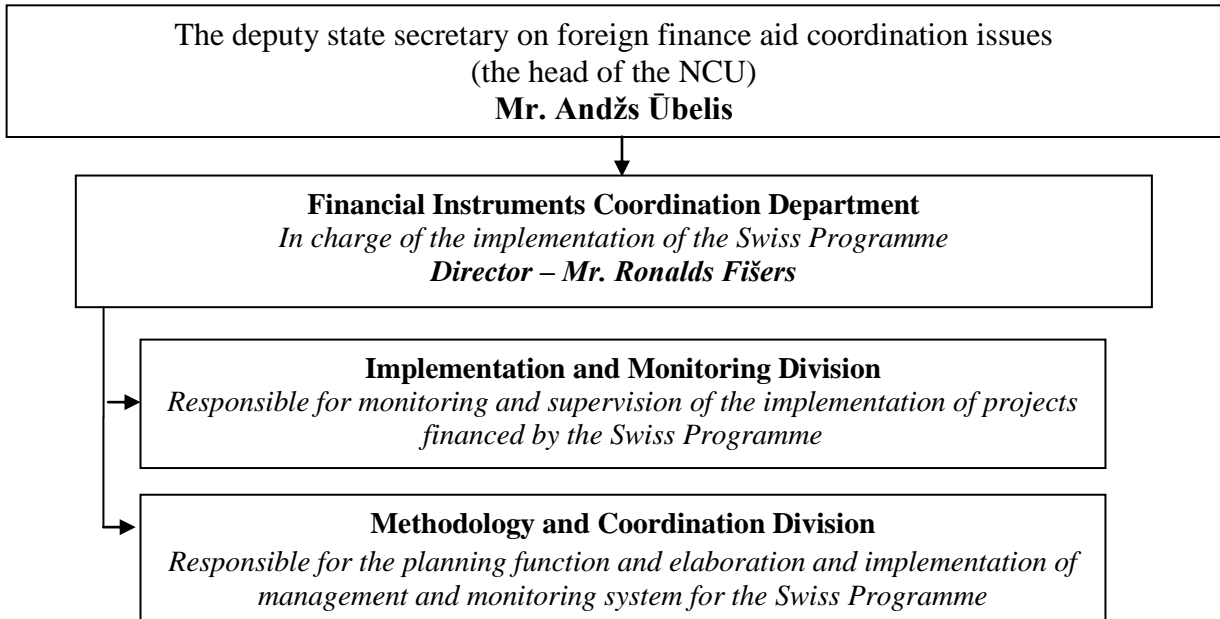 The deputy state secretary on foreign finance aid coordination issues
(the head of the NCU)
Mr. Andžs Ūbelis
Financial Instruments Coordination Department
In charge of the implementation of the Swiss Programme
Director – Mr. Ronalds Fišers
Implementation and Monitoring Division
Responsible for monitoring and supervision of the implementation of projects
financed by the Swiss Programme
Methodology and Coordination Division
Responsible for the planning function and elaboration and implementation of
management and monitoring system for the Swiss Programme